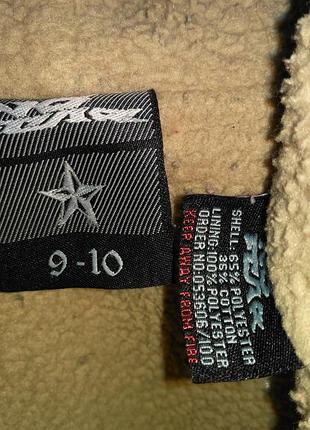 9-10
SHELL: 65% POLYESTER
35% COTTON
LINING:100% POLYESTER
ORDER NO:053606/100
KEEP AWAY FROM FIRE